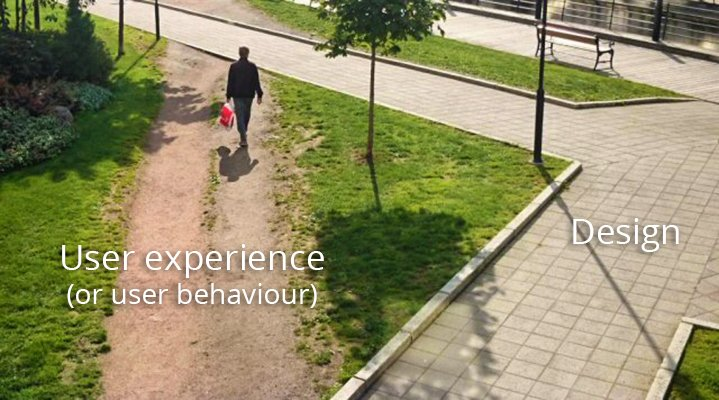 User experience
(or user behaviour)
Design